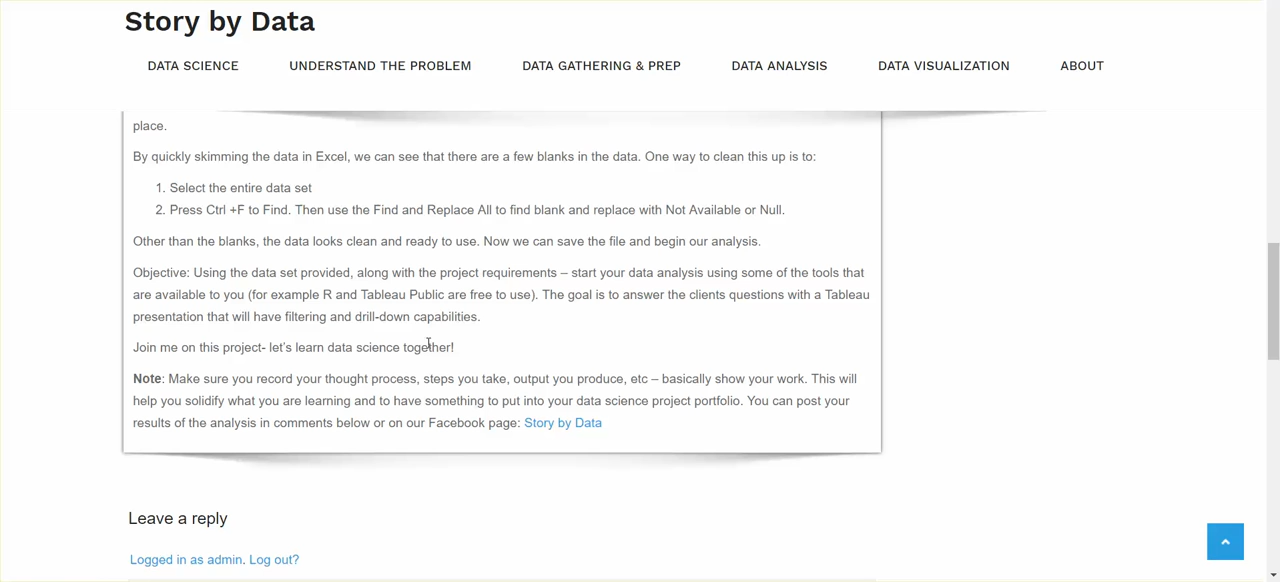 Story by Data
DATA SCIENCE UNDERSTAND THE PROBLEM DATA GATHERING & PREP DATA ANALYSIS DATA VISUALIZATION ABOUT
place.
By quickly skimming the data in Excel, we can see that there are a few blanks in the data. One way to clean this up is to:
1. Select the entire data set
2. Press Ctrl +F to Find. Then use the Find and Replace All to find blank and replace with Not Available or Null.
Other than the blanks, the data looks clean and ready to use. Now we can save the file and begin our analysis.
Objective: Using the data set provided, along with the project requirements – start your data analysis using some of the tools that
are available to you (for example R and Tableau Public are free to use). The goal is to answer the clients questions with a Tableau
presentation that will have filtering and drill-down capabilities.
Join me on this project- let's learn data science together!
Note: Make sure you record your thought process, steps you take, output you produce, etc – basically show your work. This will
help you solidify what you are learning and to have something to put into your data science project portfolio. You can post your
results of the analysis in comments below or on our Facebook page: Story by Data
Leave a reply
Logged in as admin. Log out?